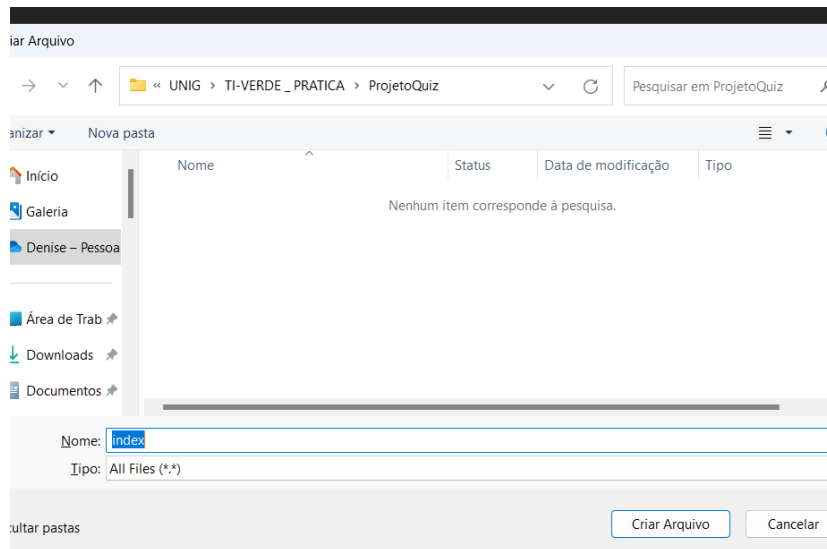 iar Arquivo
« UNIG > TI-VERDE _ PRATICA > ProjetoQuiz
Pesquisar em ProjetoQuiz
anizar
Nova pasta
Nome
Status
Data de modificação
Tipo
Início
Galeria
Denise – Pessoa
Área de Trab
Downloads
Documentos
Nenhum item corresponde à pesquisa.
Nome: index
Tipo: All Files (*.*)
cultar pastas
Criar Arquivo
Cancelar